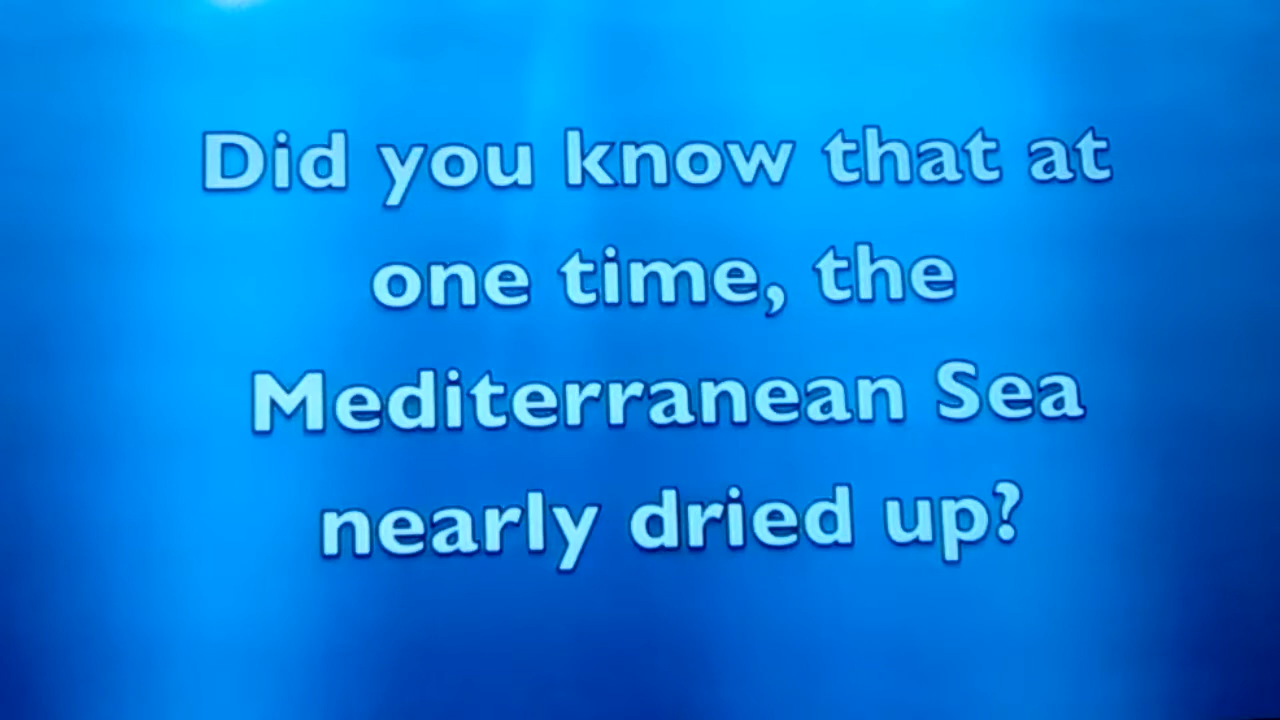 Did you know that at
one time, the
Mediterranean Sea
nearly dried up?